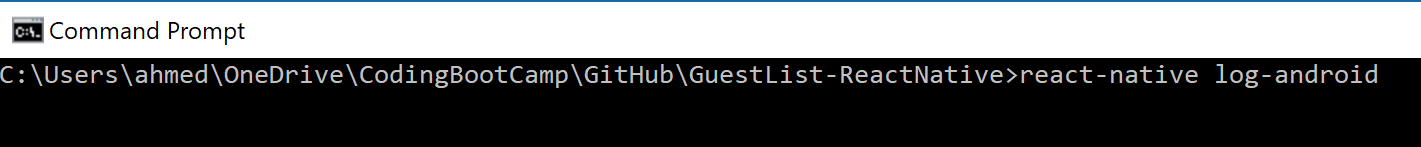 Command Prompt
C:\Users\ahmed\OneDrive\CodingBootCamp\GitHub\GuestList-ReactNative>react-native log-android